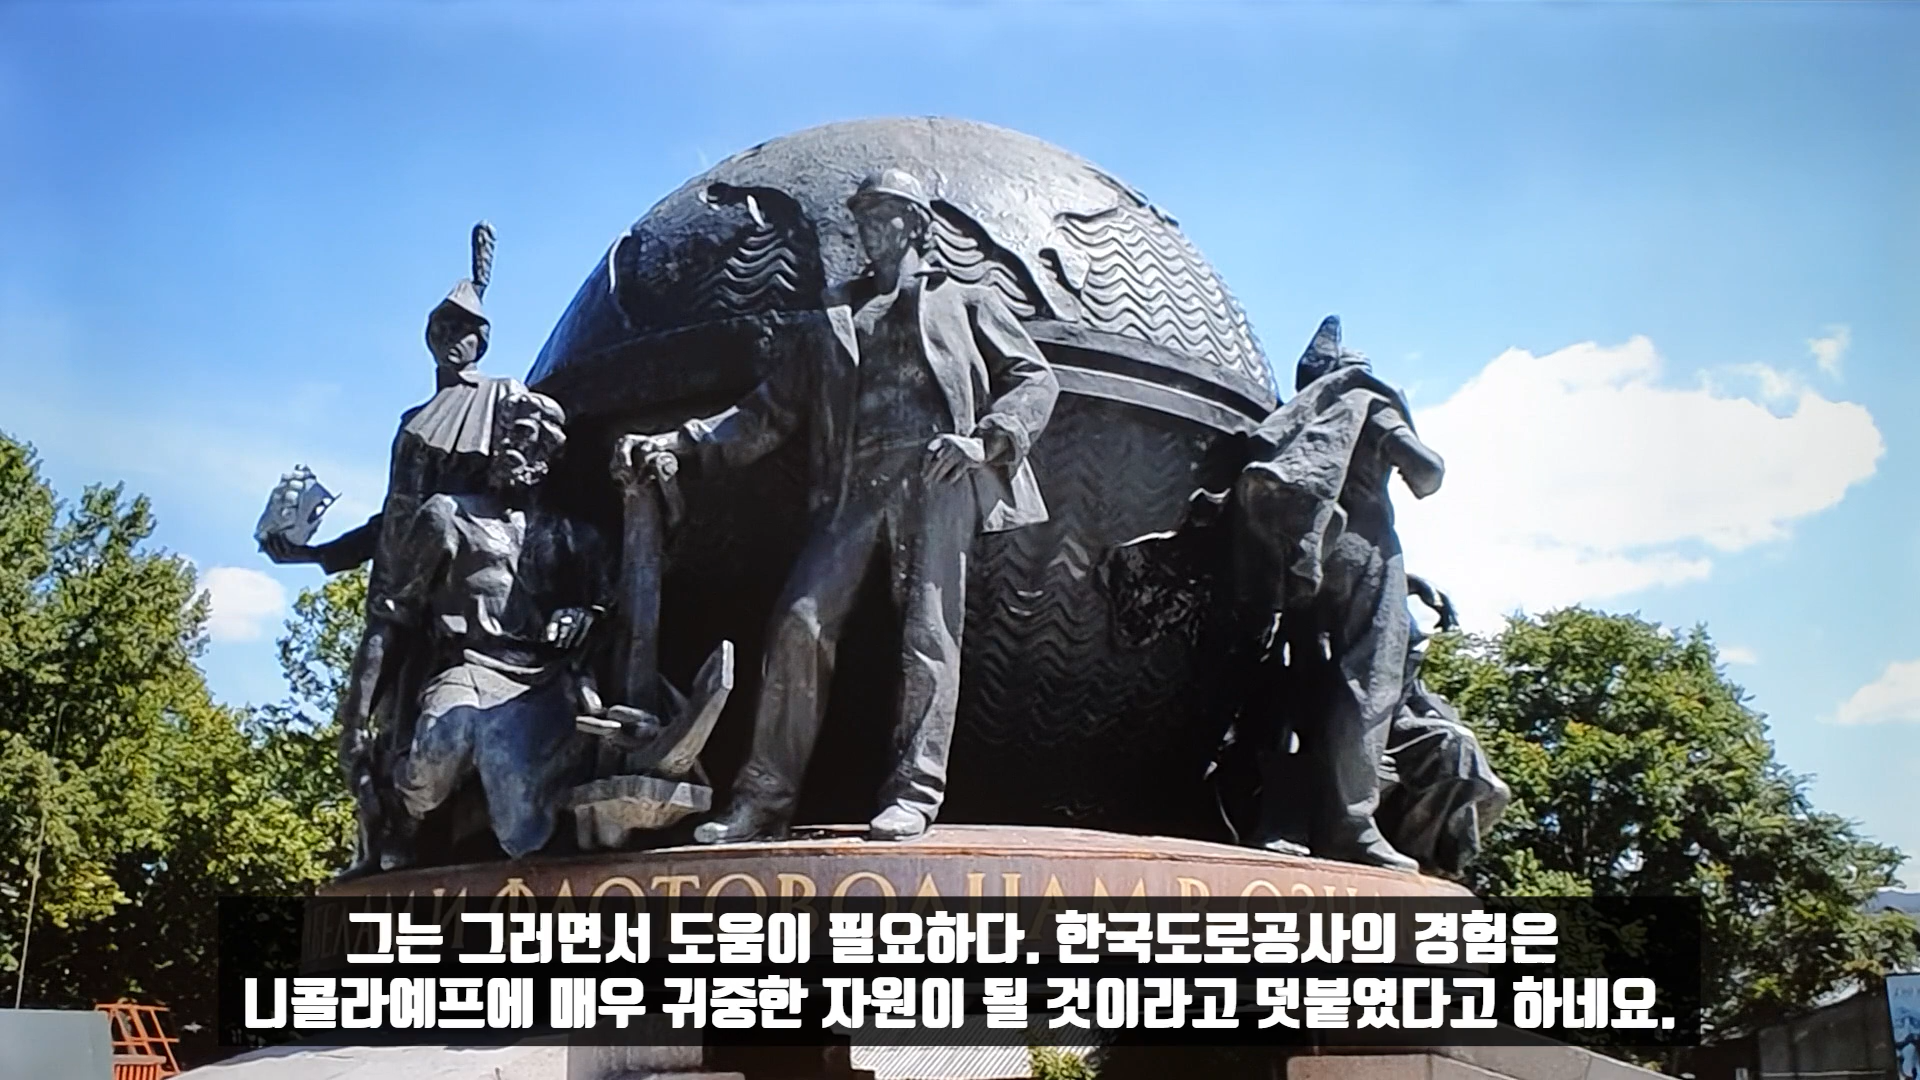 ФЛОТОВОДЦАМ В ОЗНА
그는 그러면서 도움이 필요하다. 한국도로공사의 경험은
니콜라예프에 매우 귀중한 자원이 될 것이라고 덧붙였다고 하네요.